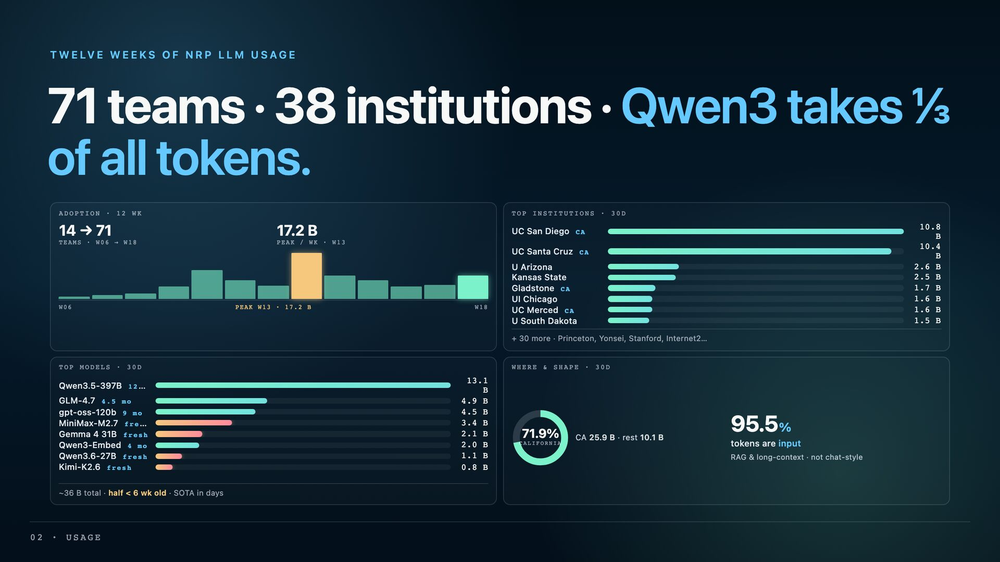 TWELVE WEEKS OF NRP LLM USAGE
71 teams · 38 institutions · Qwen3 takes ⅓
of all tokens.
ADOPTION · 12 WK
14 → 71
TEAMS · W06 → W18
17.2 B
PEAK / WK · W13
W06
PEAK W13 · 17.2 B
W18
TOP INSTITUTIONS · 30D
UC San Diego CA 10.8 B
UC Santa Cruz CA 10.4 B
U Arizona 2.6 B
Kansas State 2.5 B
Gladstone CA 1.7 B
UI Chicago 1.6 B
UC Merced CA 1.6 B
U South Dakota 1.5 B
+ 30 more · Princeton, Yonsei, Stanford, Internet2…
TOP MODELS · 30D
Qwen3.5-397B 12… 13.1 B
GLM-4.7 4.5 mo 4.9 B
gpt-oss-120b 9 mo 4.5 B
MiniMax-M2.7 fre… 3.4 B
Gemma 4 31B fresh 2.1 B
Qwen3-Embed 4 mo 2.0 B
Qwen3.6-27B fresh 1.1 B
Kimi-K2.6 fresh 0.8 B
~36 B total · half < 6 wk old · SOTA in days
WHERE & SHAPE · 30D
71.9%
CALIFORNIA
CA 25.9 B · rest 10.1 B
95.5%
tokens are input
RAG & long-context · not chat-style
02 · USAGE